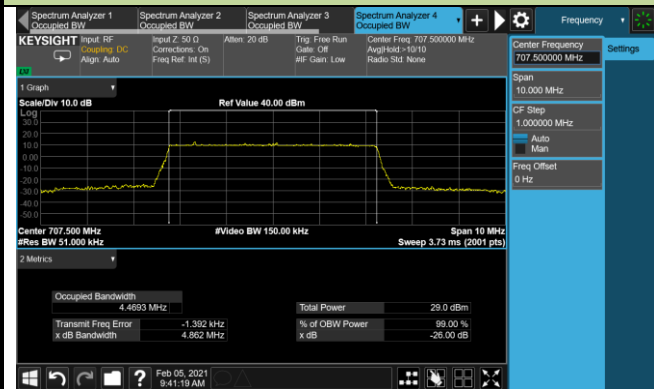 Spectrum Analyzer 1
Occupied BW
Spectrum Analyzer 2
Occupied BW
Spectrum Analyzer 3
Occupied BW
Spectrum Analyzer 4
Occupied BW
Frequency
KEYSIGHT
Input: RF
Coupling: DC
Align: Auto
Input Z: 50 Ω
Corrections: On
Freq Ref: Int (S)
Atten: 20 dB
Trig: Free Run
Gate: Off
#IF Gain: Low
Center Freq: 707.500000 MHz
Avg|Hold:>10/10
Radio Std: None
Center Frequency
707.500000 MHz
Settings
Span
10.000 MHz
CF Step
1.000000 MHz
Auto
Man
Freq Offset
0 Hz
1 Graph
Scale/Div 10.0 dB
Ref Value 40.00 dBm
Log
30.0
20.0
10.0
0.00
-10.0
-20.0
-30.0
-40.0
-50.0
Center 707.500 MHz
#Video BW 150.00 kHz
Span 10 MHz
#Res BW 51.000 kHz
Sweep 3.73 ms (2001 pts)
2 Metrics
Occupied Bandwidth
4.4693 MHz
Total Power 29.0 dBm
Transmit Freq Error -1.392 kHz
% of OBW Power 99.00 %
x dB Bandwidth 4.862 MHz
x dB -26.00 dB
?
Feb 05, 2021
9:41:19 AM